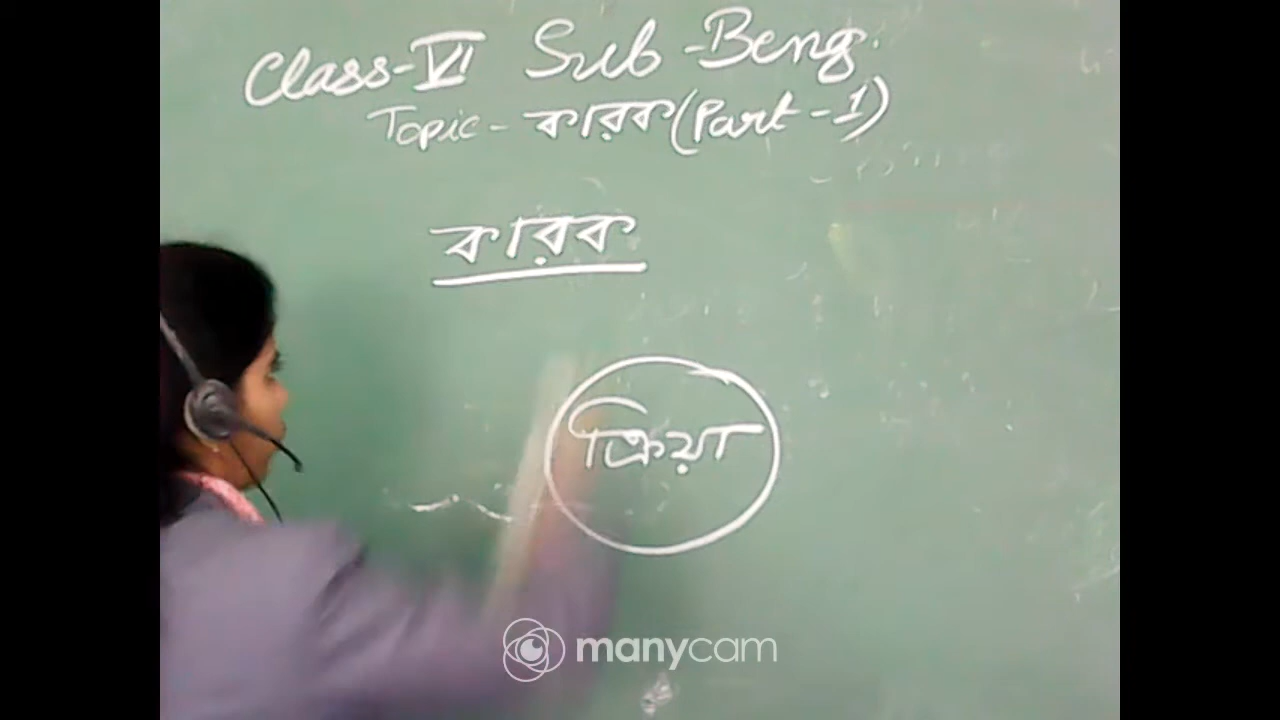 Class-VI Sub-Beng.
Topic-কারক(Part-1)
কারক
ক্রিয়া
manycam